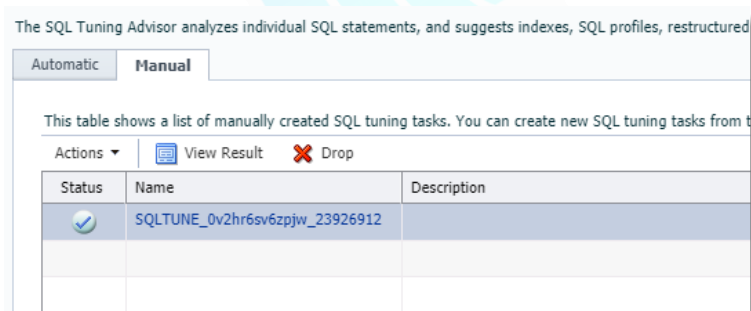 The SQL Tuning Advisor analyzes individual SQL statements, and suggests indexes, SQL profiles, restructured
Automatic Manual
This table shows a list of manually created SQL tuning tasks. You can create new SQL tuning tasks from t
Actions View Result Drop
Status Name Description
SQLTUNE_0v2hr6sv6zpjw_23926912